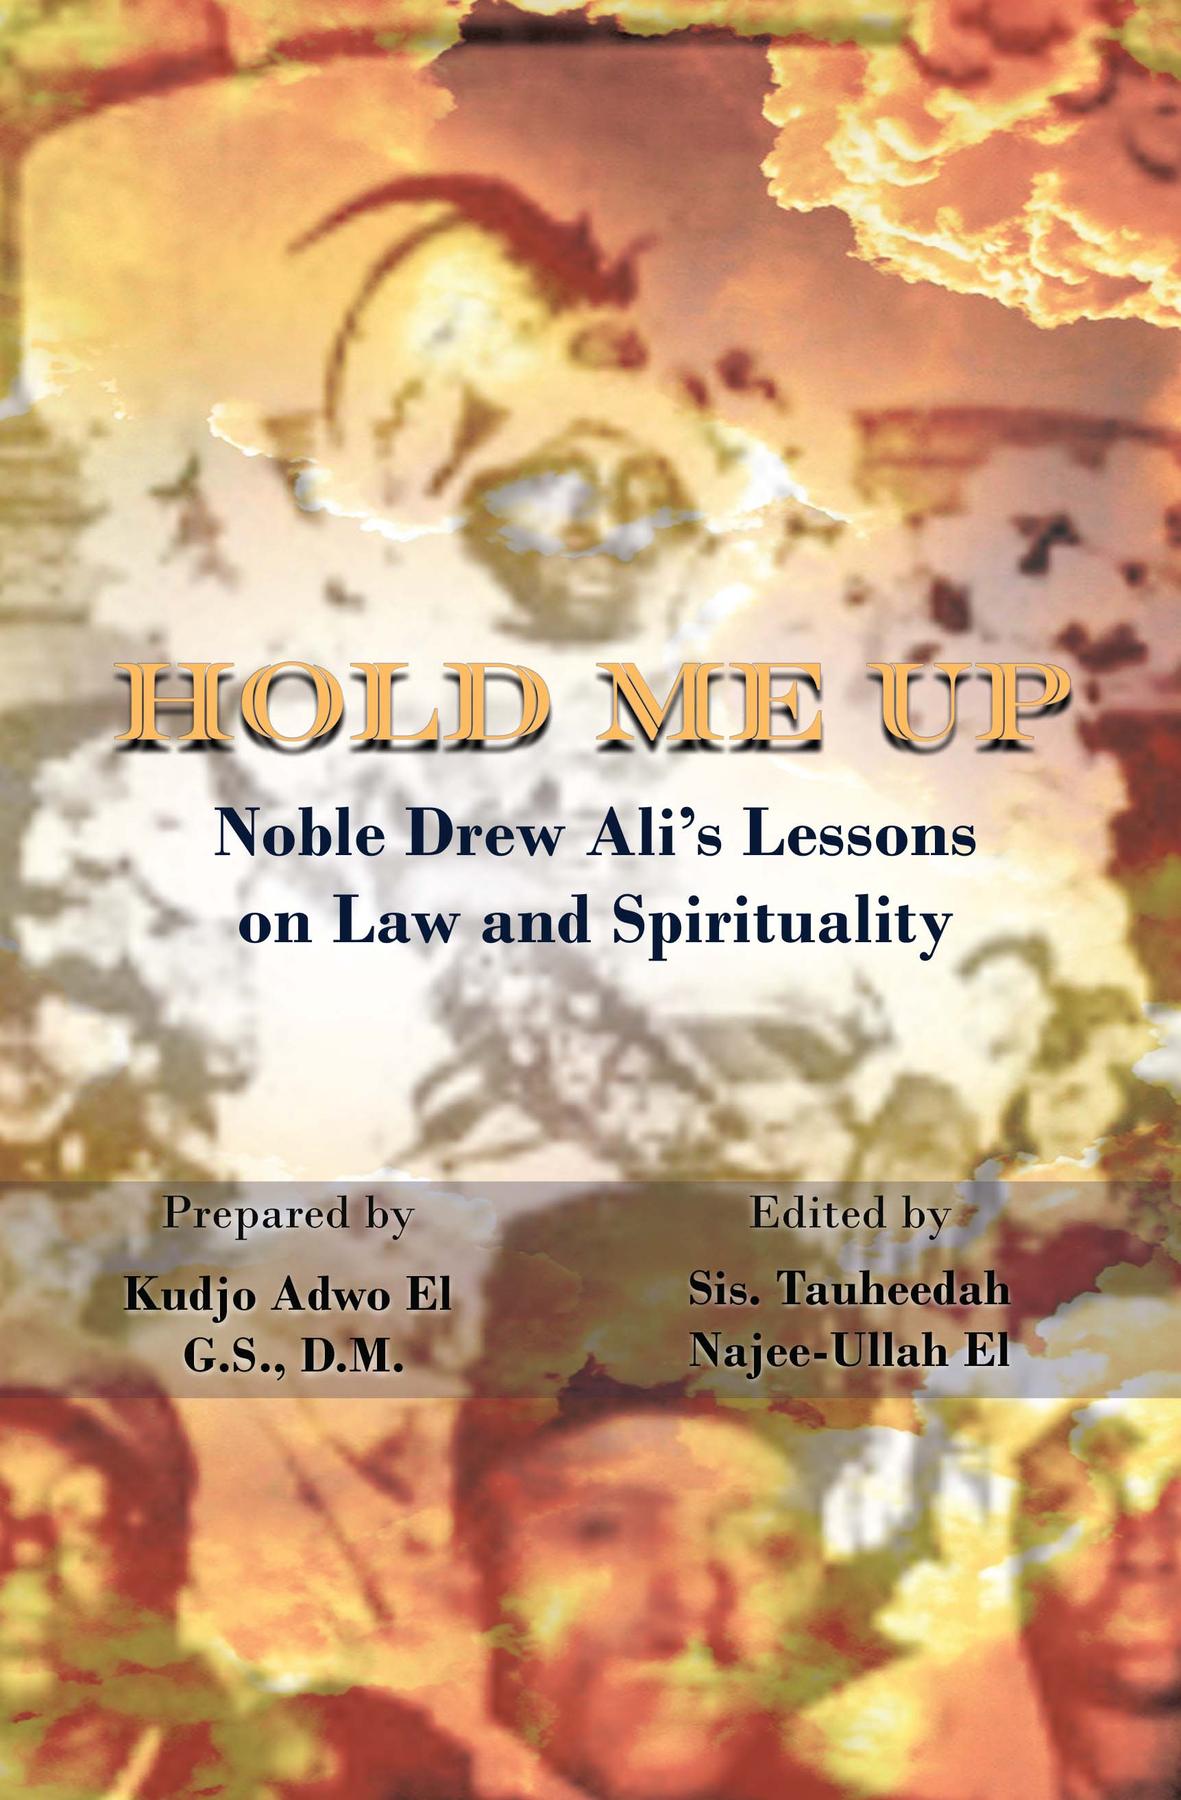 HOLD ME UP
Noble Drew Ali’s Lessons
on Law and Spirituality
Prepared by
Kudjo Adwo El
G.S., D.M.
Edited by
Sis. Tauheedah
Najee-Ullah El